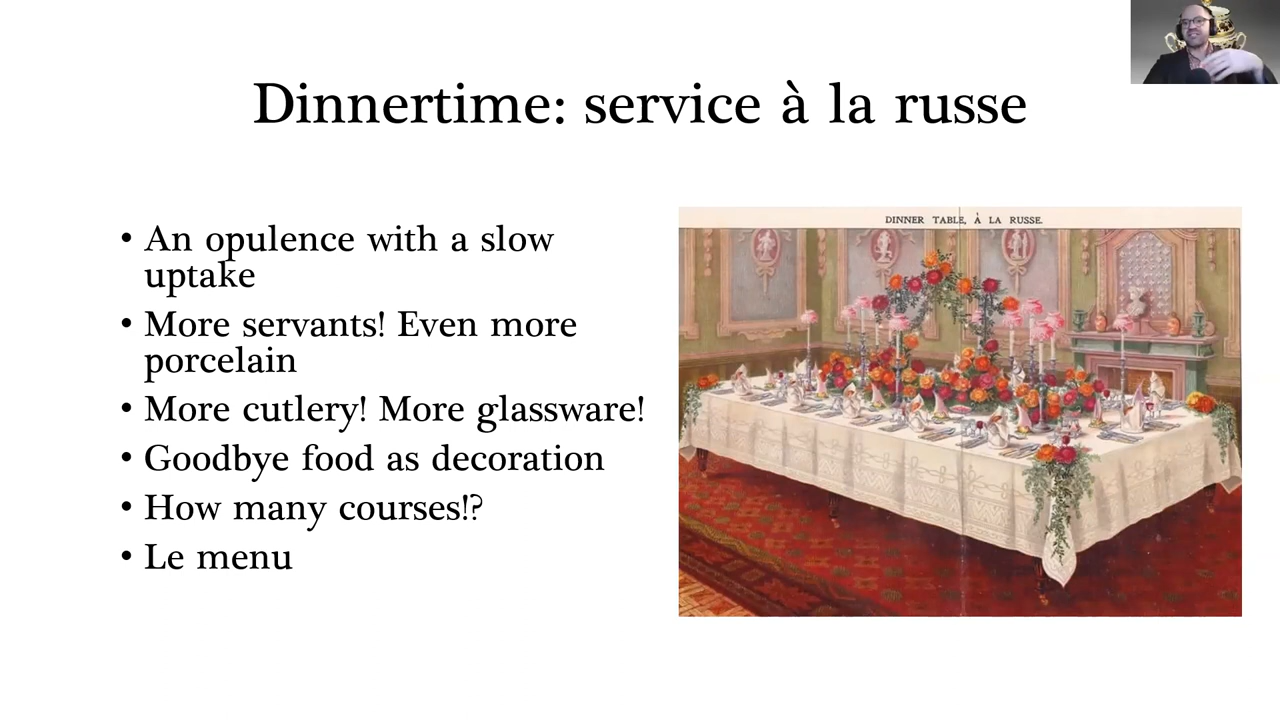 Dinnertime: service à la russe
• An opulence with a slow
uptake
• More servants! Even more
porcelain
• More cutlery! More glassware!
• Goodbye food as decoration
• How many courses!?
• Le menu
DINNER TABLE, À LA RUSSE.